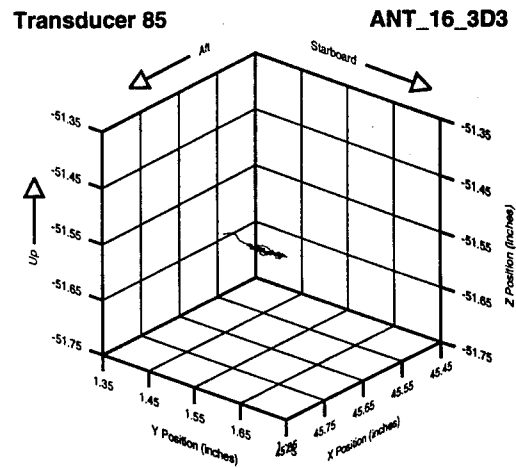 Transducer 85
ANT_16_3D3
Aft
Starboard
-51.35
-51.45
-51.55
-51.65
-51.75
Up
-51.35
-51.45
-51.55
-51.65
-51.75
Z Position (inches)
1.35
1.45
1.55
1.65
45.75
45.65
45.55
45.45
Y Position (inches)
X Position (inches)